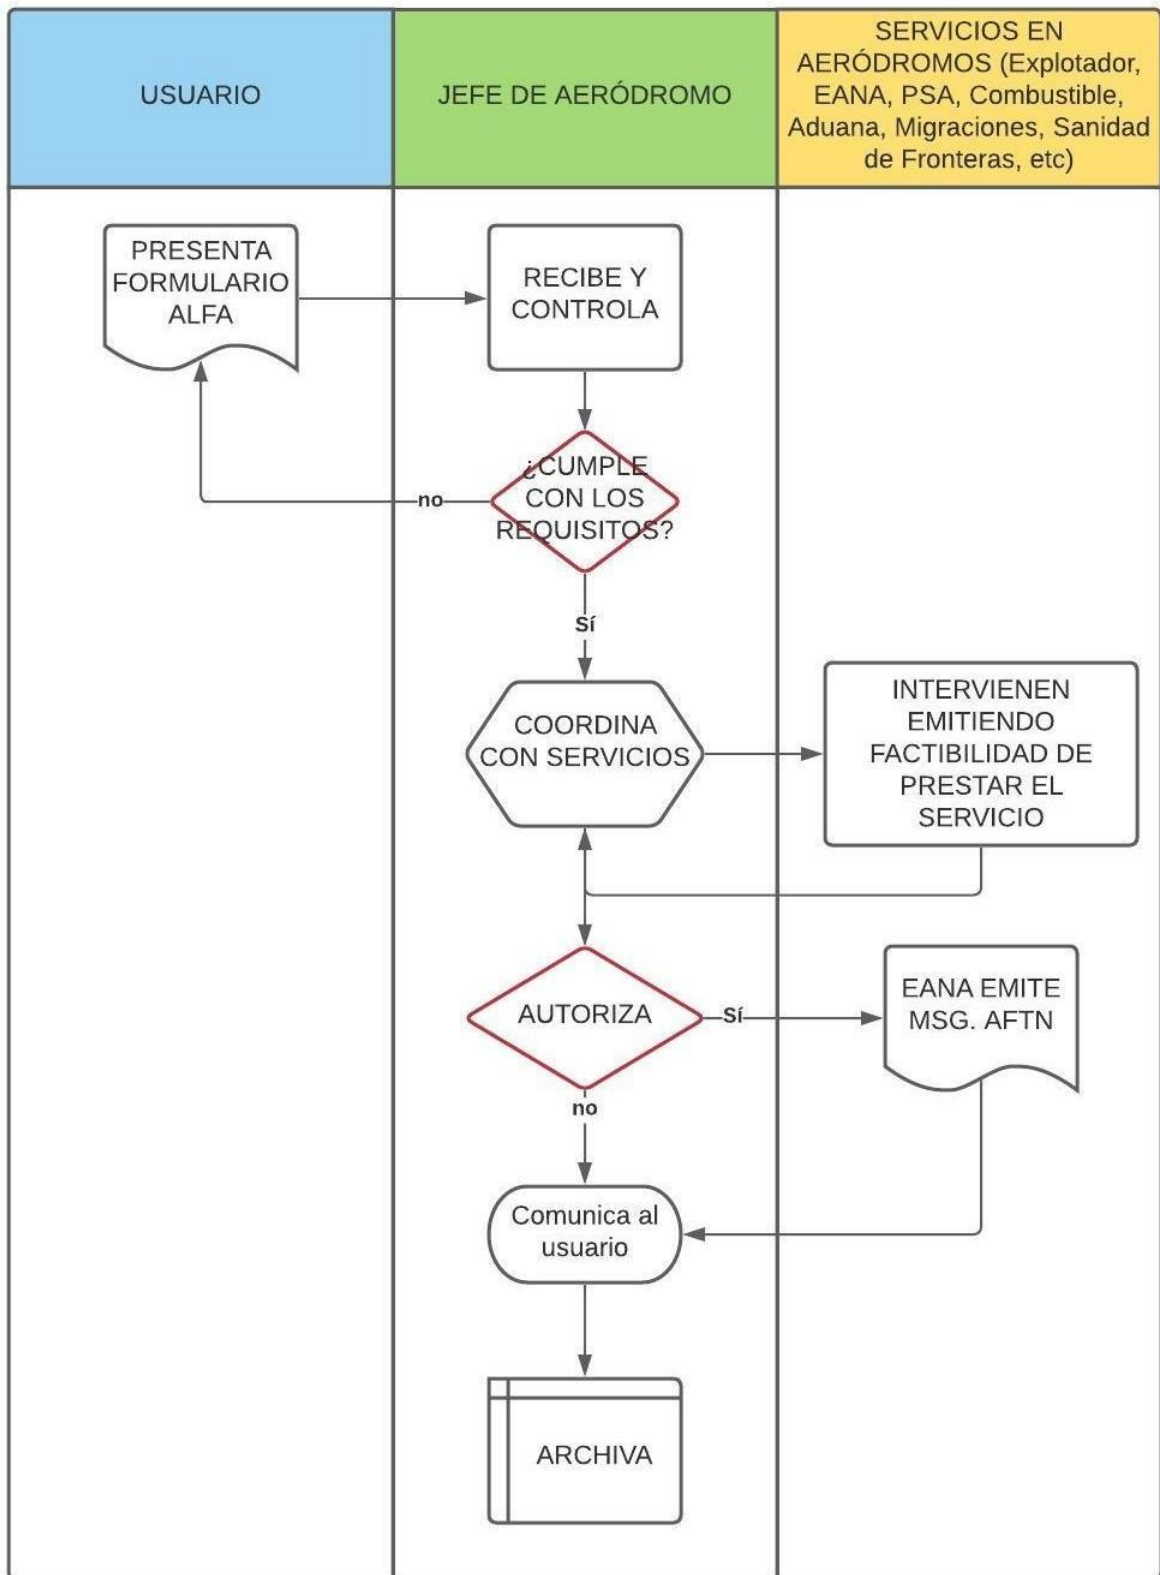 USUARIO
JEFE DE AERÓDROMO
SERVICIOS EN
AERÓDROMOS (Explotador,
EANA, PSA, Combustible,
Aduana, Migraciones, Sanidad
de Fronteras, etc)
PRESENTA
FORMULARIO
ALFA
RECIBE Y
CONTROLA
¿CUMPLE
CON LOS
REQUISITOS?
no
Sí
COORDINA
CON SERVICIOS
INTERVIENEN
EMITIENDO
FACTIBILIDAD DE
PRESTAR EL
SERVICIO
AUTORIZA
Sí
EANA EMITE
MSG. AFTN
no
Comunica al
usuario
ARCHIVA